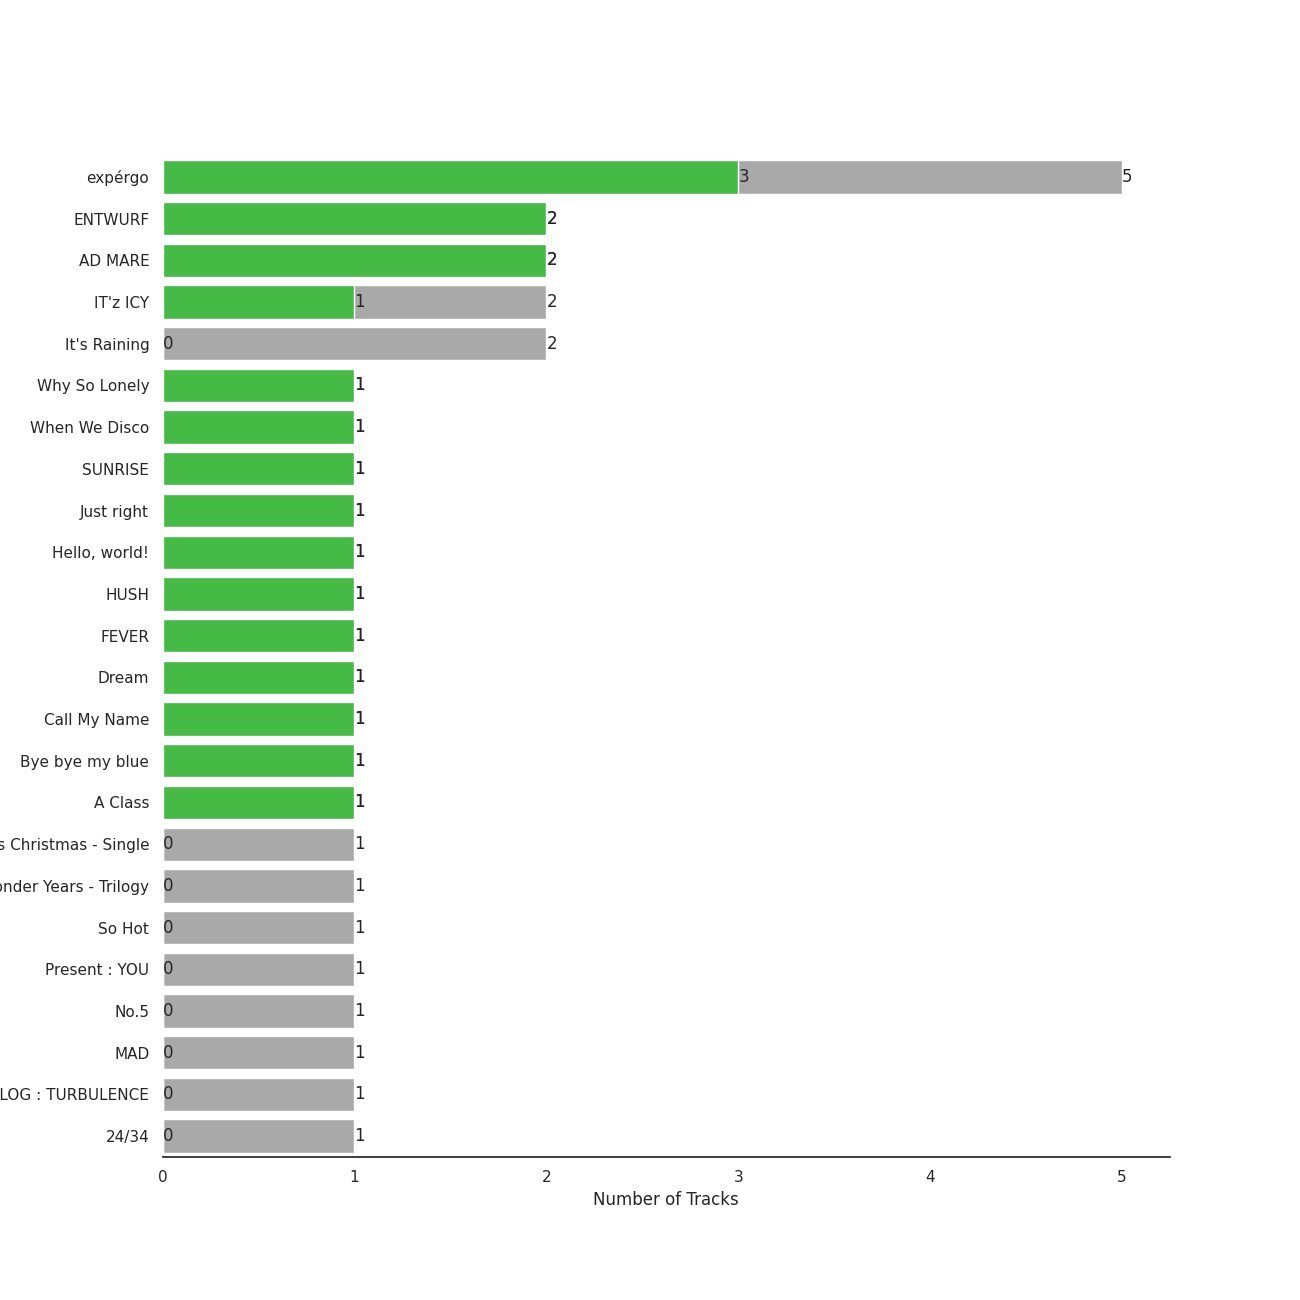 expérgo 3 5
ENTWURF 2
AD MARE 2
IT'z ICY 1 2
It's Raining 0 2
Why So Lonely 1
When We Disco 1
SUNRISE 1
Just right 1
Hello, world! 1
HUSH 1
FEVER 1
Dream 1
Call My Name 1
Bye bye my blue 1
A Class 1
Christmas - Single 0 1
Years - Trilogy 0 1
So Hot 0 1
Present : YOU 0 1
No.5 0 1
MAD 0 1
LOG : TURBULENCE 0 1
24/34 0 1
0 1 2 3 4 5
Number of Tracks